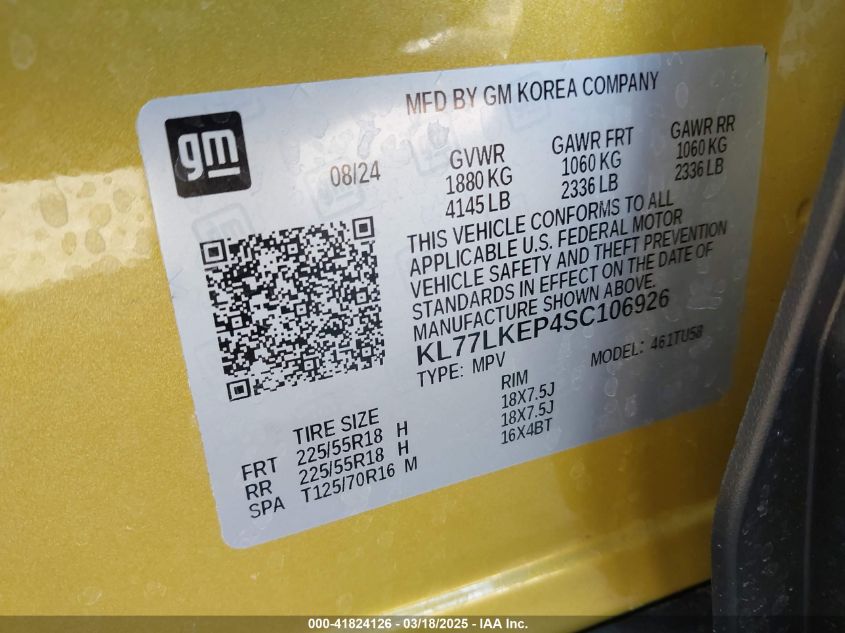 MFD BY GM KOREA COMPANY
gm
08/24
GVWR
1880 KG
4145 LB
GAWR FRT
1060 KG
2336 LB
GAWR RR
1060 KG
2336 LB
THIS VEHICLE CONFORMS TO ALL
APPLICABLE U.S. FEDERAL MOTOR
VEHICLE SAFETY AND THEFT PREVENTION
STANDARDS IN EFFECT ON THE DATE OF
MANUFACTURE SHOWN ABOVE.
KL77LKEP4SC106926
TYPE: MPV
MODEL: 461TU58
TIRE SIZE
RIM
FRT 225/55R18 H 18X7.5J
RR 225/55R18 H 18X7.5J
SPA T125/70R16 M 16X4BT
000-41824126 - 03/18/2025 - IAA Inc.